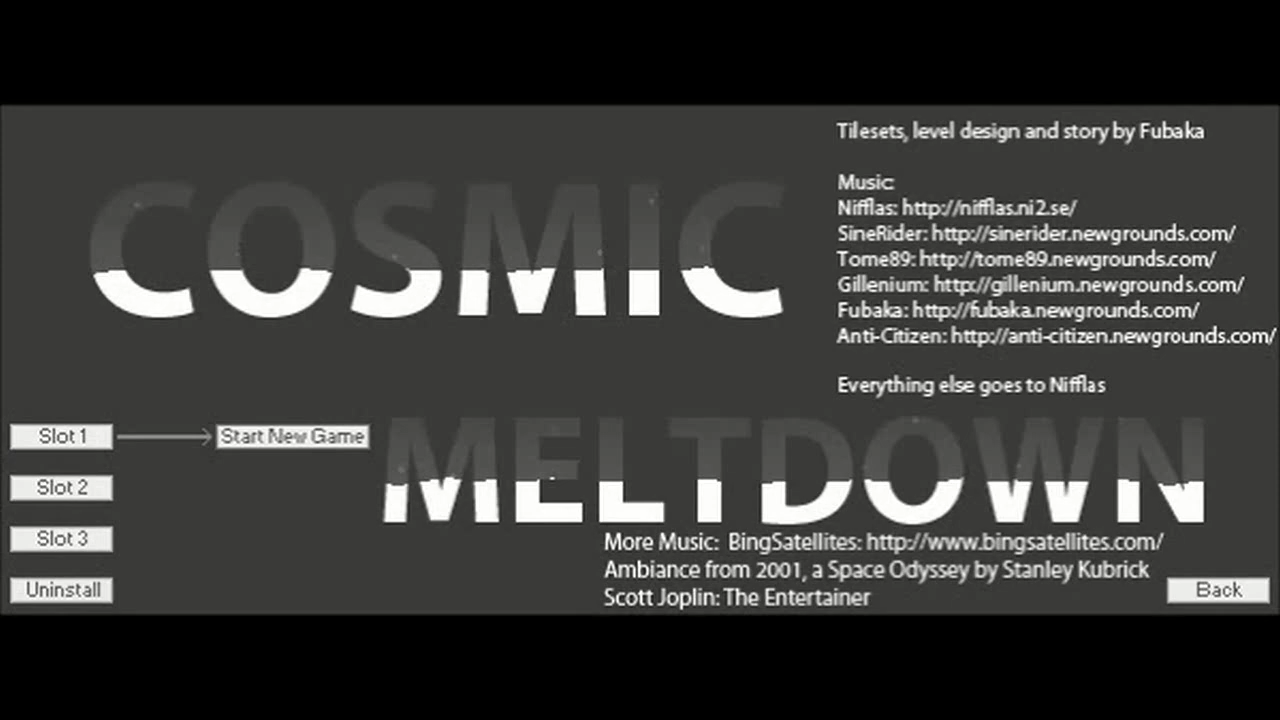 COSMIC
Tilesets, level design and story by Fubaka
Music:
Nifflas: http://nifflas.ni2.se/
SineRider: http://sinerider.newgrounds.com/
Tome89: http://tome89.newgrounds.com/
Gillenium: http://gillenium.newgrounds.com/
Fubaka: http://fubaka.newgrounds.com/
Anti-Citizen: http://anti-citizen.newgrounds.com/
Everything else goes to Nifflas
Slot 1
Start New Game
MELTDOWN
Slot 2
Slot 3
More Music: BingSatellites: http://www.bingsatellites.com/
Ambiance from 2001, a Space Odyssey by Stanley Kubrick
Scott Joplin: The Entertainer
Uninstall
Back